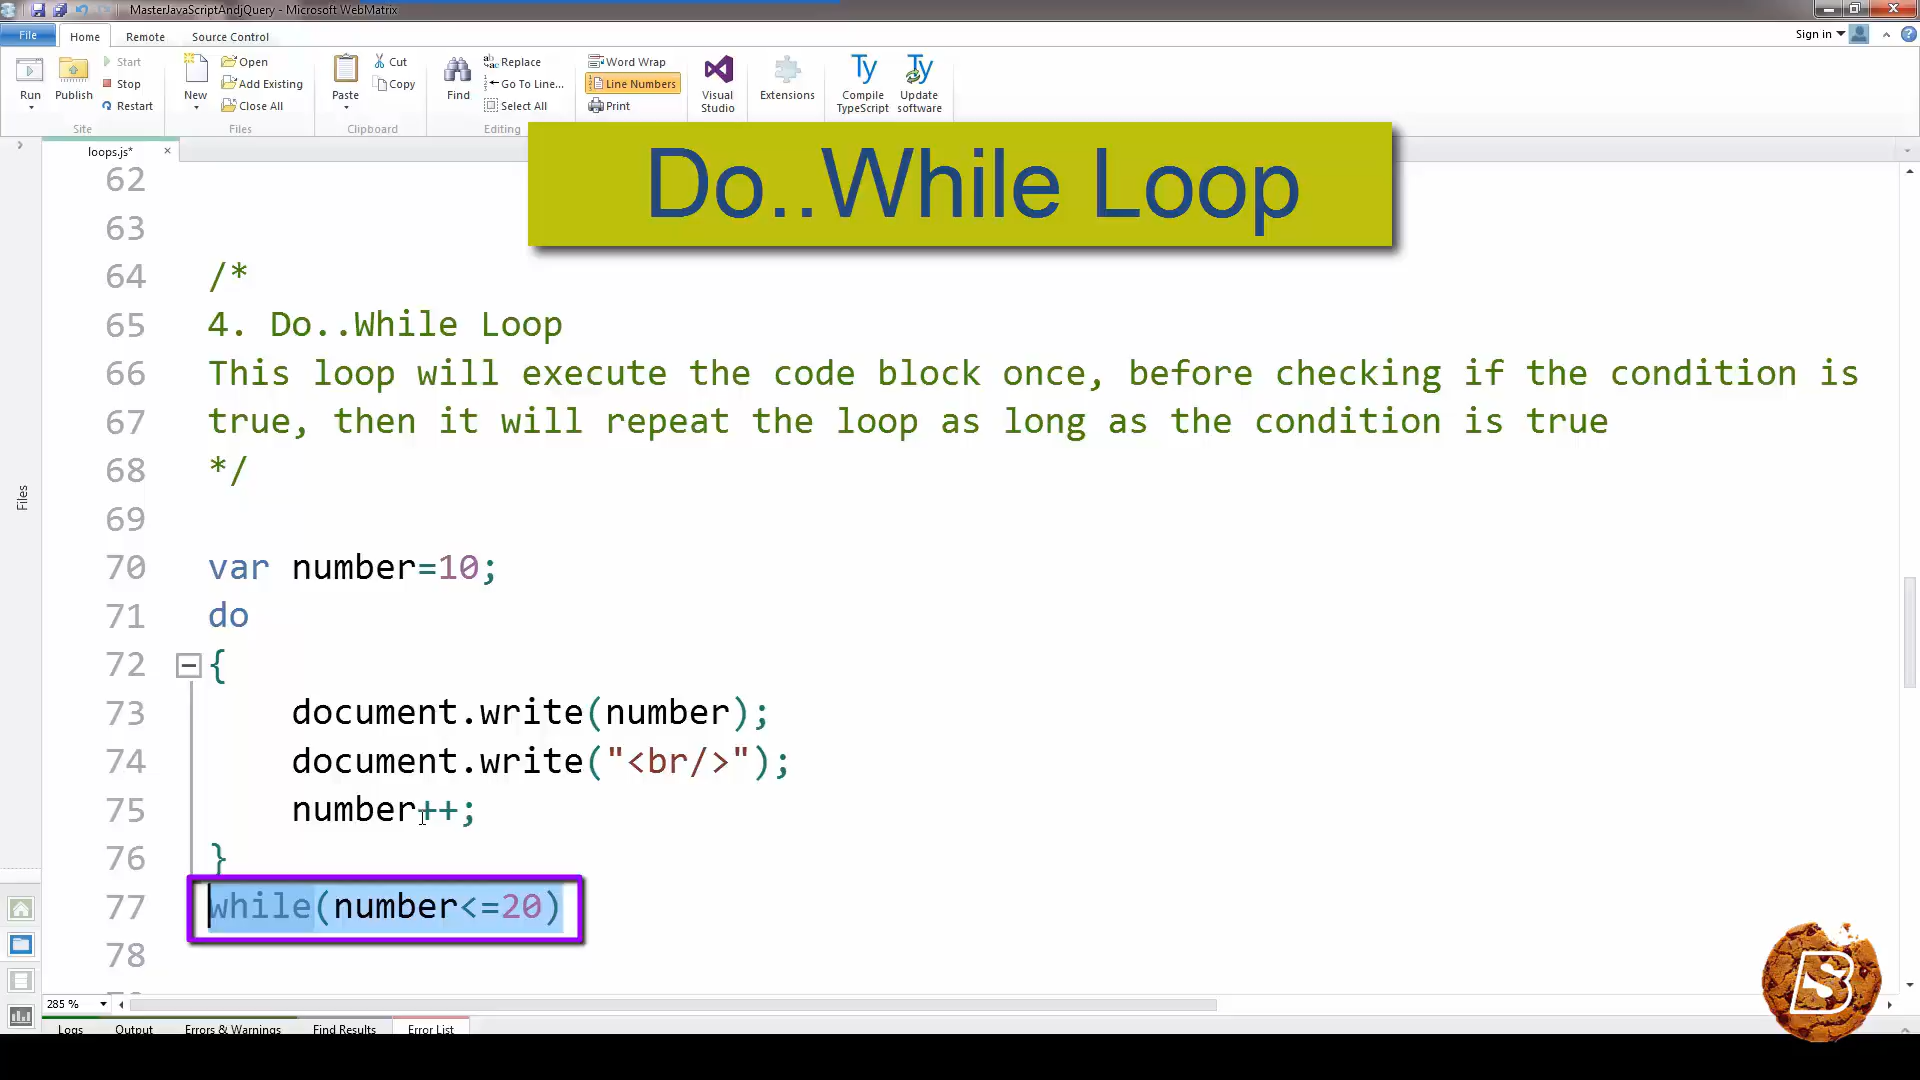 MasterJavaScriptAndjQuery - Microsoft WebMatrix
File Home Remote Source Control Sign in
Run Publish Start Stop Restart Site
New Open Add Existing Close All Files
Paste Cut Copy Clipboard
Find Replace Go To Line... Select All Editing
Word Wrap Line Numbers Print
Visual Studio Extensions
Ty Compile TypeScript Ty Update software
loops.js*
Do..While Loop
Files
62
63
64 /*
65 4. Do..While Loop
66 This loop will execute the code block once, before checking if the condition is
67 true, then it will repeat the loop as long as the condition is true
68 */
69
70 var number=10;
71 do
72 {
73 document.write(number);
74 document.write("<br/>");
75 number++;
76 }
77 while(number<=20)
78
285 %
Logs Output Errors & Warnings Find Results Error List